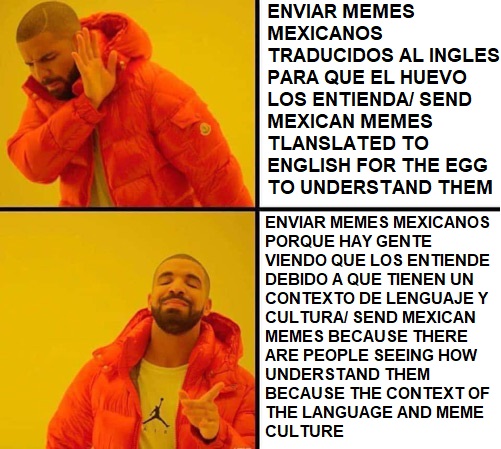 ENVIAR MEMES
MEXICANOS
TRADUCIDOS AL INGLES
PARA QUE EL HUEVO
LOS ENTIENDA/ SEND
MEXICAN MEMES
TLANSLATED TO
ENGLISH FOR THE EGG
TO UNDERSTAND THEM
ENVIAR MEMES MEXICANOS
PORQUE HAY GENTE
VIENDO QUE LOS ENTIENDE
DEBIDO A QUE TIENEN UN
CONTEXTO DE LENGUAJE Y
CULTURA/ SEND MEXICAN
MEMES BECAUSE THERE
ARE PEOPLE SEEING HOW
UNDERSTAND THEM
BECAUSE THE CONTEXT OF
THE LANGUAGE AND MEME
CULTURE